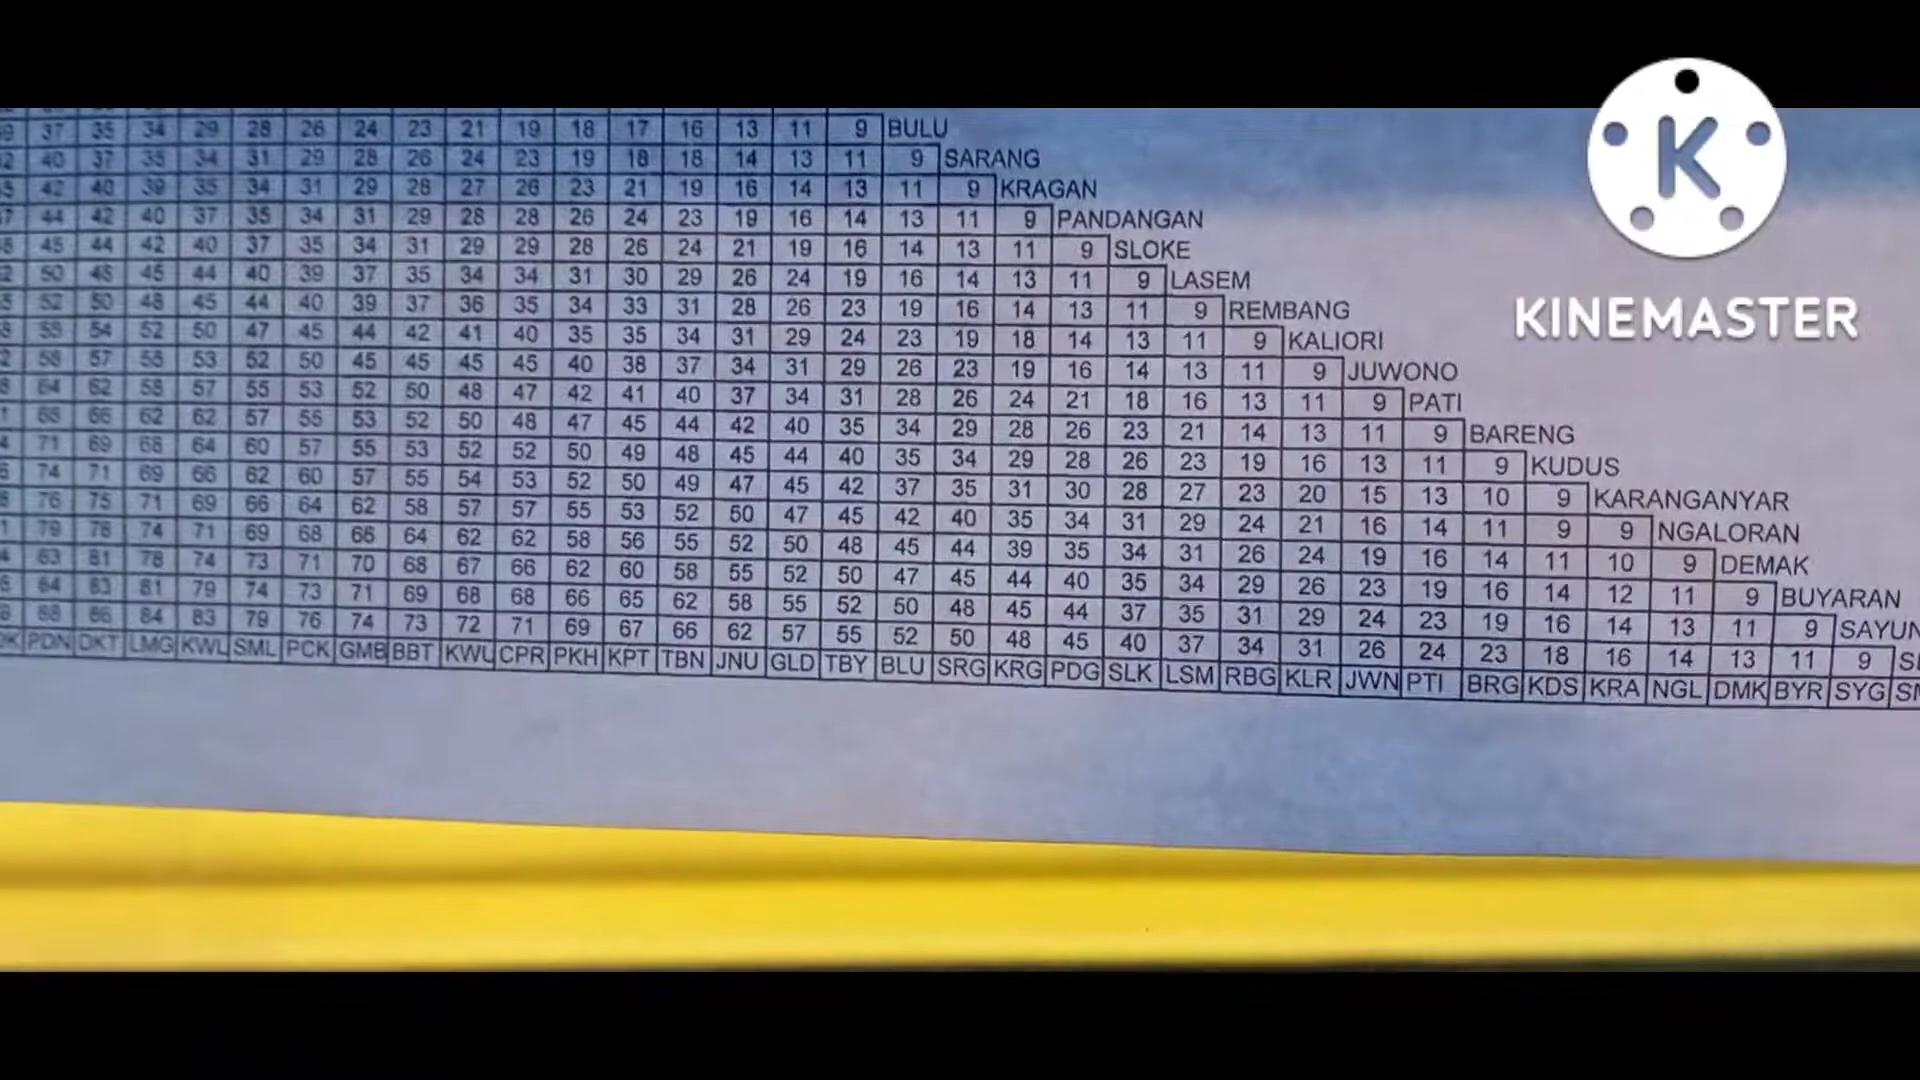 37 35 34 29 28 26 24 23 21 19 18 17 16 13 11 9 BULU
40 37 35 34 31 29 28 26 24 23 19 18 18 14 13 11 9 SARANG
42 40 39 35 34 31 29 28 27 26 23 21 19 16 14 13 11 9 KRAGAN
44 42 40 37 35 34 31 29 28 28 26 24 23 19 16 14 13 11 9 PANDANGAN
45 44 42 40 37 35 34 31 29 29 28 26 24 21 19 16 14 13 11 9 SLOKE
50 48 45 44 40 39 37 35 34 34 31 30 29 26 24 19 16 14 13 11 9 LASEM
52 50 48 45 44 40 39 37 36 35 34 33 31 28 26 23 19 16 14 13 11 9 REMBANG
55 54 52 50 47 45 44 42 41 40 35 35 34 31 29 24 23 19 18 14 13 11 9 KALIORI
58 57 55 53 52 50 45 45 45 45 40 38 37 34 31 29 26 23 19 16 14 13 11 9 JUWONO
64 62 58 57 55 53 52 50 48 47 42 41 40 37 34 31 28 26 24 21 18 16 13 11 9 PATI
68 66 62 62 57 55 53 52 50 48 47 45 44 42 40 35 34 29 28 26 23 21 14 13 11 9 BARENG
71 69 68 64 60 57 55 53 52 52 50 49 48 45 44 40 35 34 29 28 26 23 19 16 13 11 9 KUDUS
74 71 69 66 62 60 57 55 54 53 52 50 49 47 45 42 37 35 31 30 28 27 23 20 15 13 10 9 KARANGANYAR
76 75 71 69 66 64 62 58 57 57 55 53 52 50 47 45 42 40 35 34 31 29 24 21 16 14 11 9 9 NGALORAN
79 78 74 71 69 68 66 64 62 62 58 56 55 52 50 48 45 44 39 35 34 31 26 24 19 16 14 11 10 9 DEMAK
83 81 78 74 73 71 70 68 67 66 62 60 58 55 52 50 47 45 44 40 35 34 29 26 23 19 16 14 12 11 9 BUYARAN
84 83 81 79 74 73 71 69 68 68 66 65 62 58 55 52 50 48 45 44 37 35 31 29 24 23 19 16 14 13 11 9 SAYUN
88 86 84 83 79 76 74 73 72 71 69 67 66 62 57 55 52 50 48 45 40 37 34 31 26 24 23 18 16 14 13 11 9
PDN DKT LMG KWL SML PCK GMB BBT KWU CPR PKH KPT TBN JNU GLD TBY BLU SRG KRG PDG SLK LSM RBG KLR JWN PTI BRG KDS KRA NGL DMK BYR SYG
K
KINEMASTER